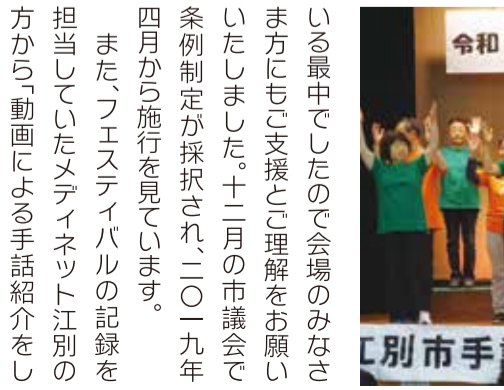 いる最中でしたので会場のみなさ
ま方にもご支援とご理解をお願い
いたしました。十二月の市議会で
条例制定が採択され、二〇一九年
四月から施行を見ています。
また、フェスティバルの記録を
担当していたメディネット江別の
方から「動画による手話紹介をし
令和
江別市手